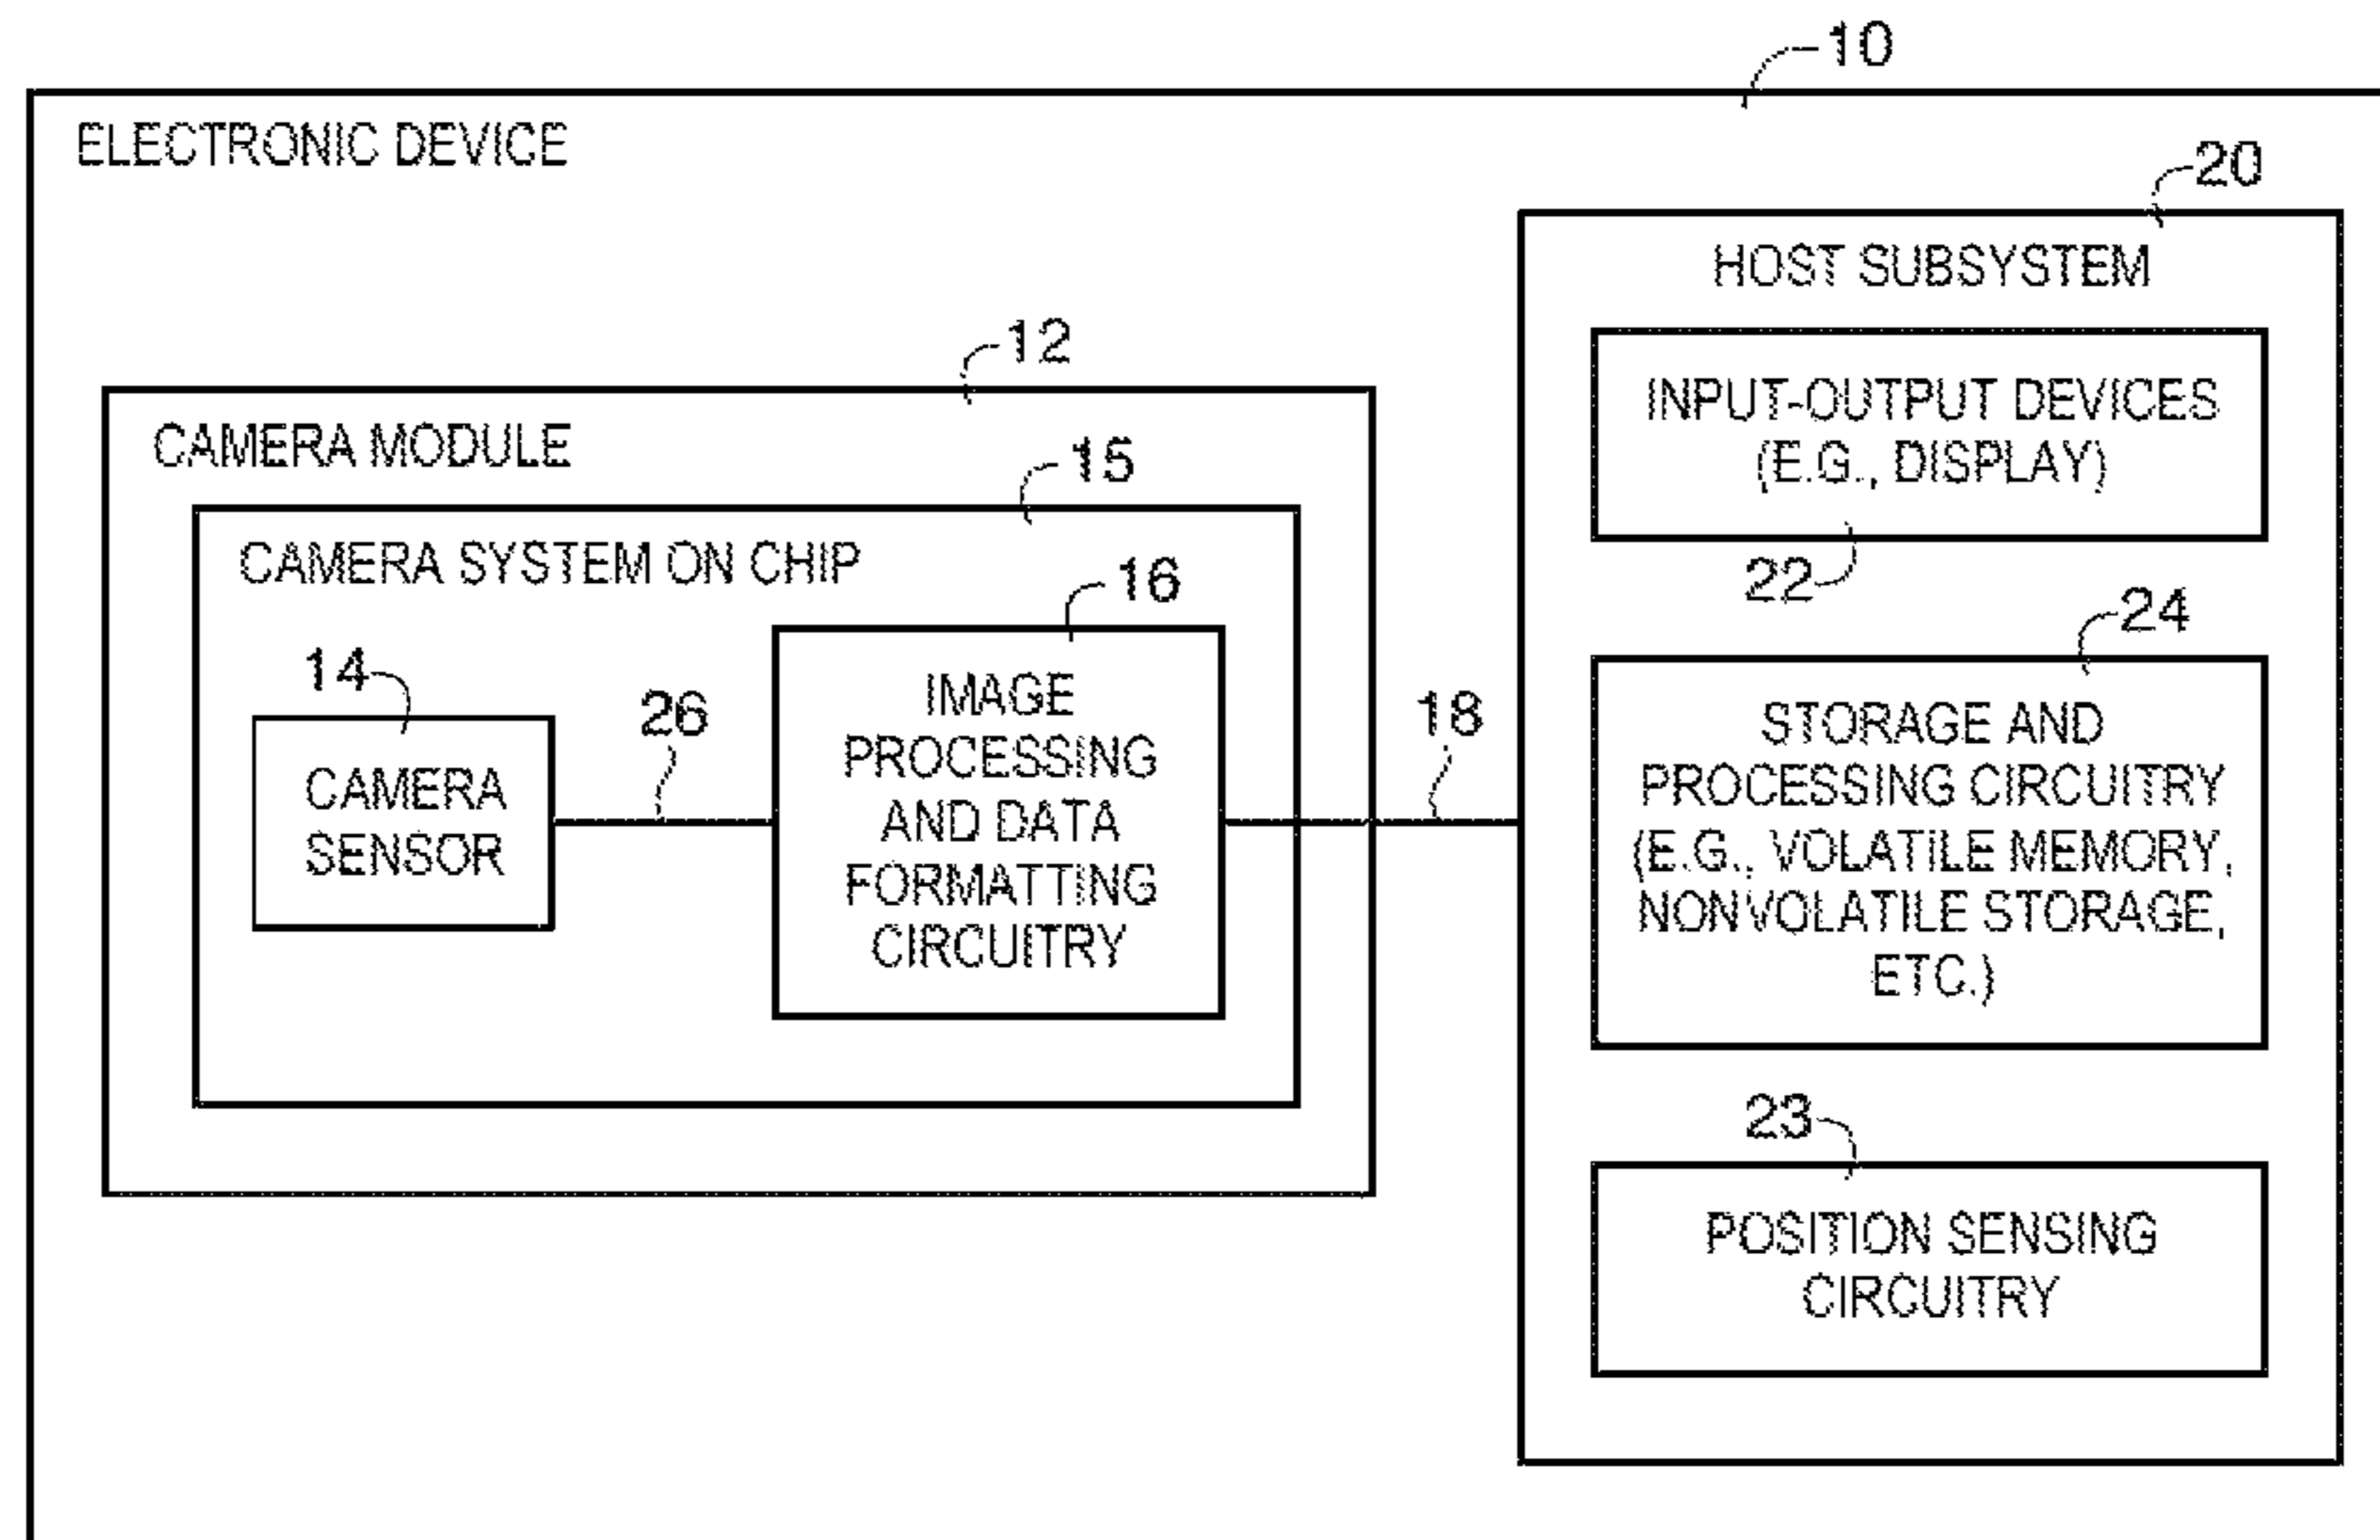 10
ELECTRONIC DEVICE
20
HOST SUBSYSTEM
12
INPUT-OUTPUT DEVICES
(E.G., DISPLAY)
22
CAMERA MODULE
15
CAMERA SYSTEM ON CHIP
16
14
CAMERA
SENSOR
26
IMAGE
PROCESSING
AND DATA
FORMATTING
CIRCUITRY
18
24
STORAGE AND
PROCESSING CIRCUITRY
(E.G., VOLATILE MEMORY,
NONVOLATILE STORAGE,
ETC.)
23
POSITION SENSING
CIRCUITRY